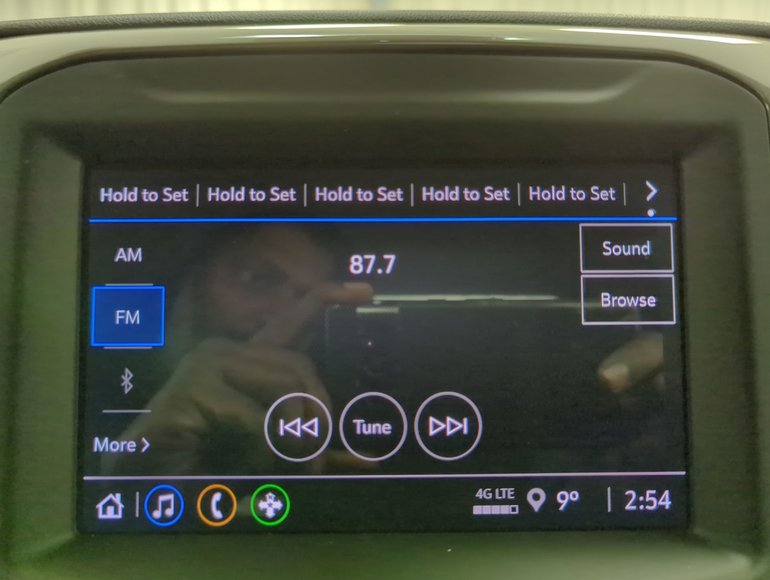 Hold to Set | Hold to Set | Hold to Set | Hold to Set | Hold to Set |
AM
87.7
Sound
Browse
FM
Tune
More
4G LTE
9° | 2:54